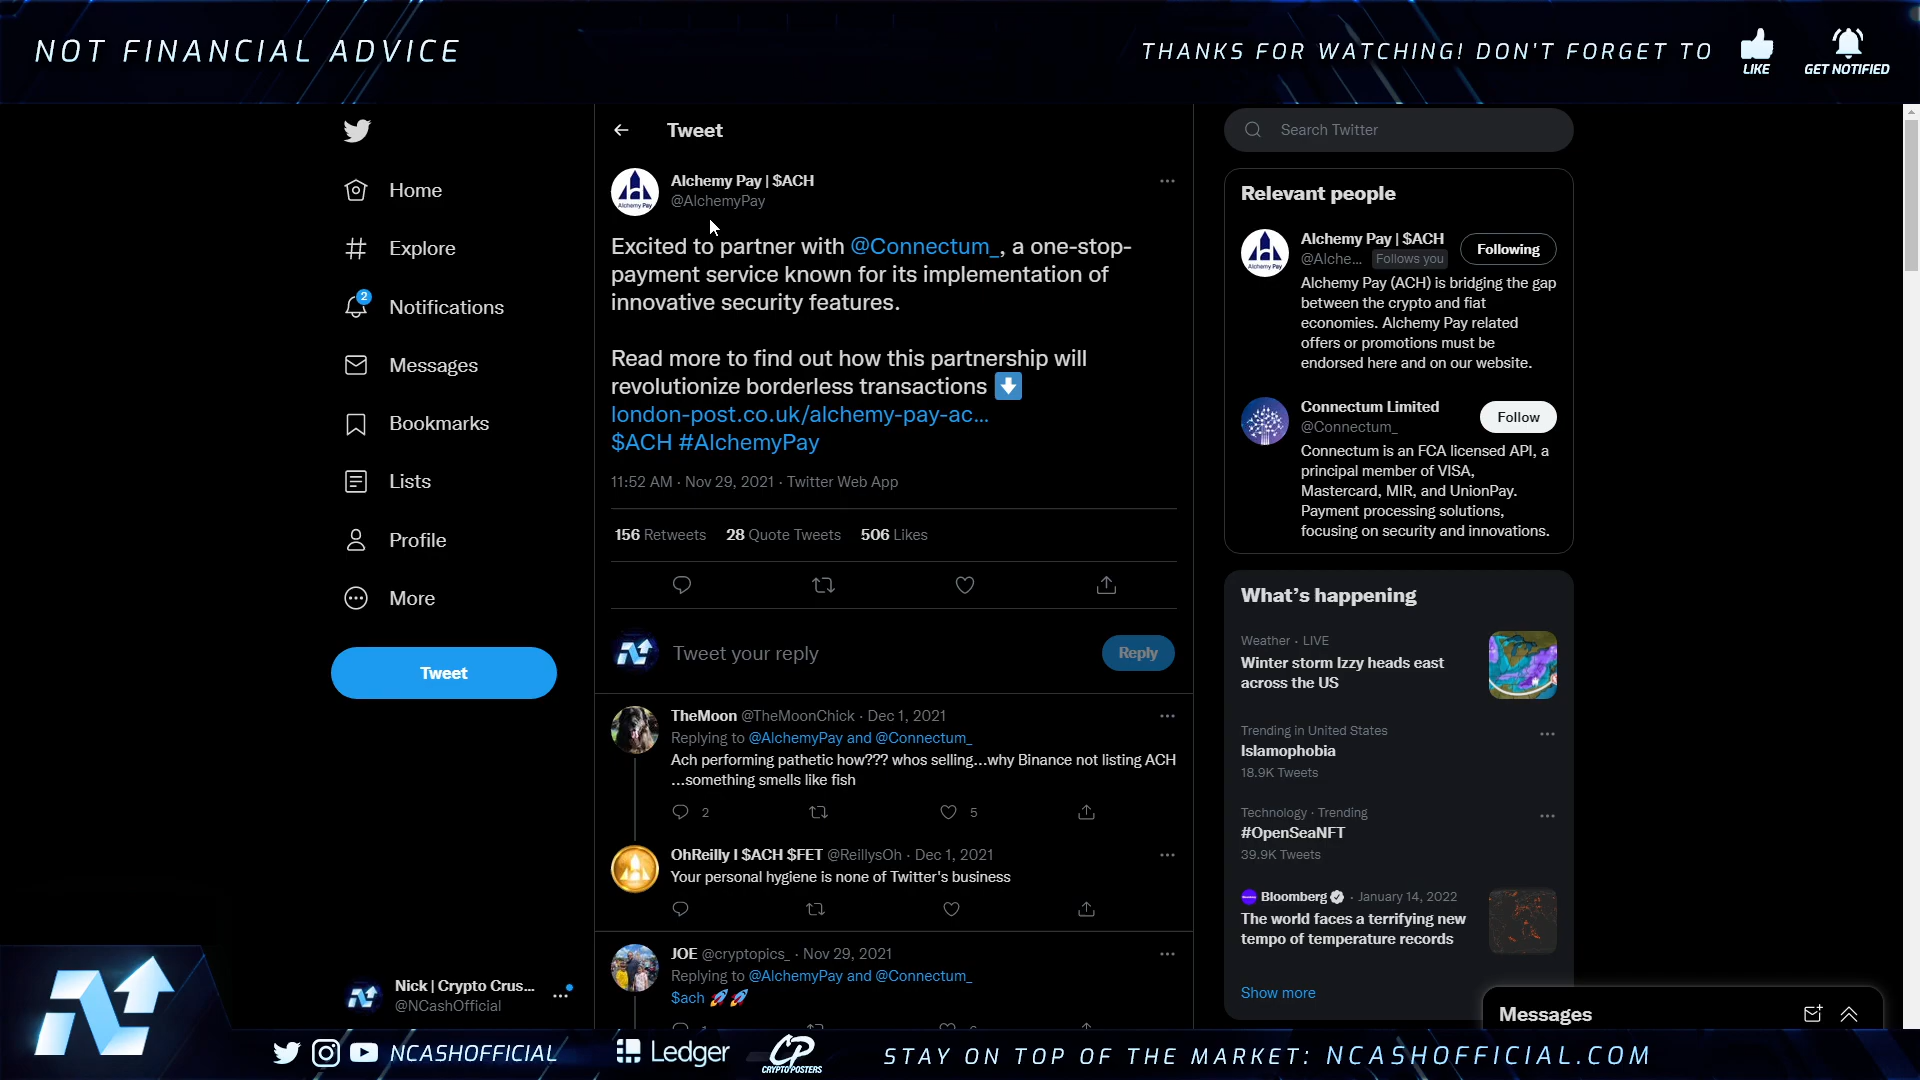 NOT FINANCIAL ADVICE
THANKS FOR WATCHING! DON'T FORGET TO
LIKE
GET NOTIFIED
Home
Explore
2
Notifications
Messages
Bookmarks
Lists
Profile
More
Tweet
Nick | Crypto Crus...
@NCashOfficial
Tweet
Alchemy Pay
Alchemy Pay | $ACH
@AlchemyPay
Excited to partner with @Connectum_, a one-stop-
payment service known for its implementation of
innovative security features.
Read more to find out how this partnership will
revolutionize borderless transactions
london-post.co.uk/alchemy-pay-ac...
$ACH #AlchemyPay
11:52 AM · Nov 29, 2021 · Twitter Web App
156 Retweets 28 Quote Tweets 506 Likes
Tweet your reply
Reply
TheMoon @TheMoonChick · Dec 1, 2021
Replying to @AlchemyPay and @Connectum_
Ach performing pathetic how??? whos selling...why Binance not listing ACH
...something smells like fish
2
5
OhReilly I $ACH $FET @ReillysOh · Dec 1, 2021
Your personal hygiene is none of Twitter's business
JOE @cryptopics_ · Nov 29, 2021
Replying to @AlchemyPay and @Connectum_
$ach
Search Twitter
Relevant people
Alchemy Pay
Alchemy Pay | $ACH
@Alche... Follows you
Following
Alchemy Pay (ACH) is bridging the gap
between the crypto and fiat
economies. Alchemy Pay related
offers or promotions must be
endorsed here and on our website.
Connectum Limited
@Connectum_
Follow
Connectum is an FCA licensed API, a
principal member of VISA,
Mastercard, MIR, and UnionPay.
Payment processing solutions,
focusing on security and innovations.
What's happening
Weather · LIVE
Winter storm Izzy heads east
across the US
Trending in United States
Islamophobia
18.9K Tweets
Technology · Trending
#OpenSeaNFT
39.9K Tweets
Bloomberg · January 14, 2022
The world faces a terrifying new
tempo of temperature records
Show more
Messages
NCASHOFFICIAL
Ledger
CP
CRYPTOPOSTERS
STAY ON TOP OF THE MARKET: NCASHOFFICIAL.COM